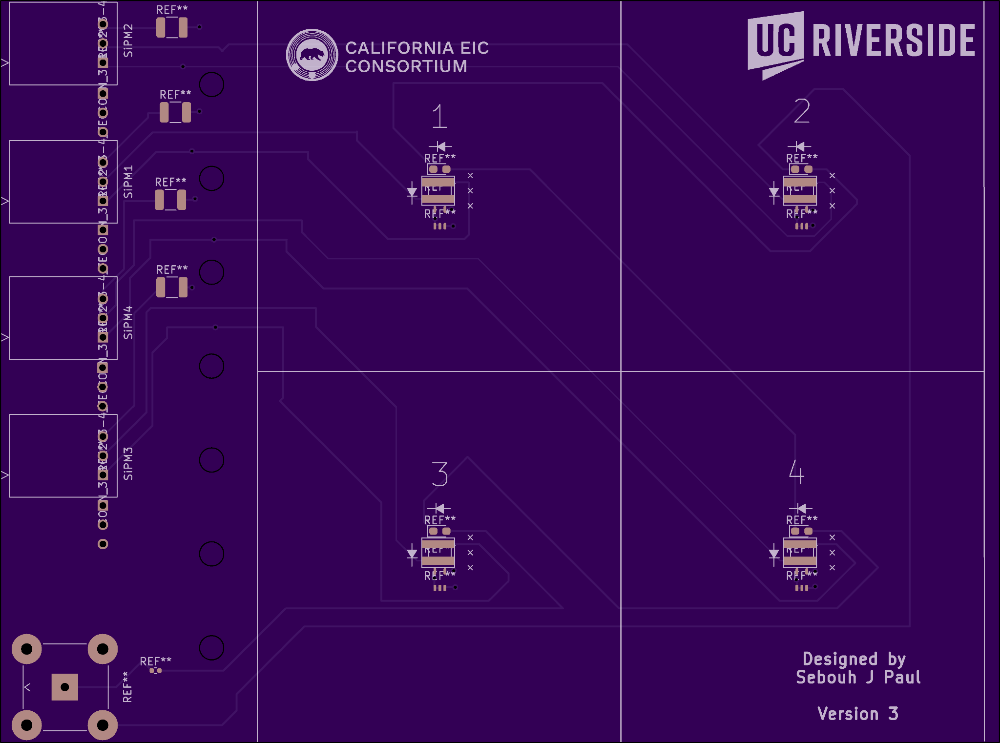 REF**
SiPM2
CALIFORNIA EIC
CONSORTIUM
UC RIVERSIDE
REF**
1
2
REF**
REF**
SiPM1
REF**
REF**
REF**
REF**
SiPM4
3
4
REF**
REF**
SiPM3
REF**
REF**
REF**
REF**
Designed by
Sebouh J Paul
Version 3